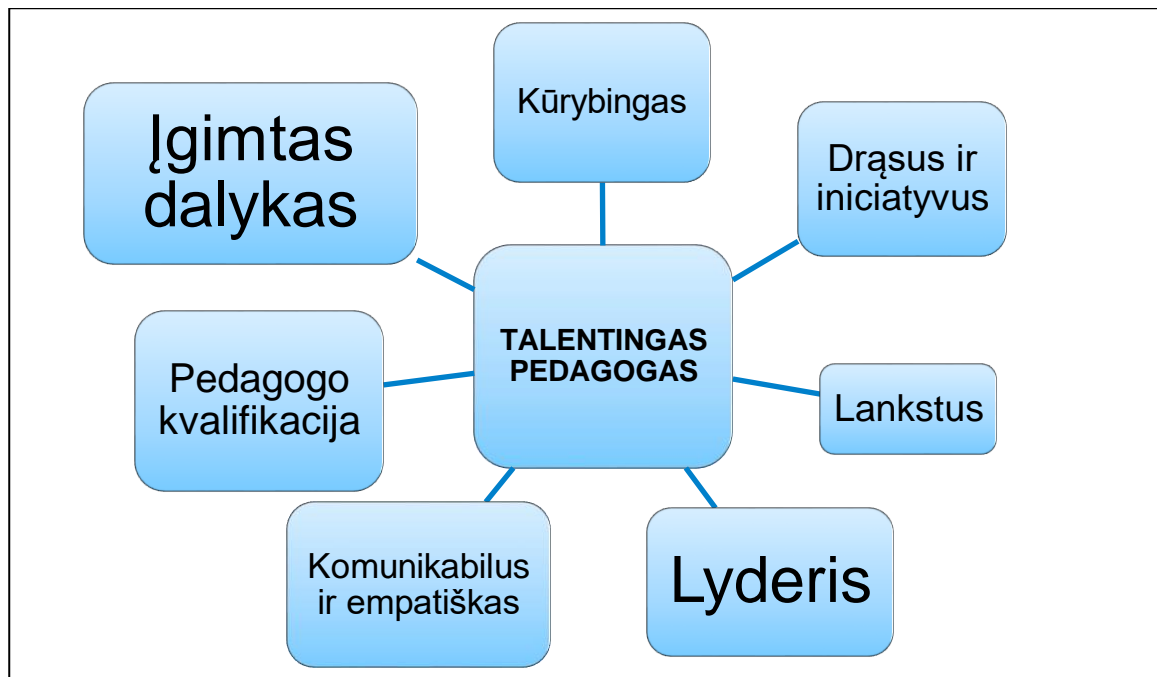 Kūrybingas
Įgimtas
dalykas
Drąsus ir
iniciatyvus
TALENTINGAS
PEDAGOGAS
Pedagogo
kvalifikacija
Lankstus
Komunikabilus
ir empatiškas
Lyderis